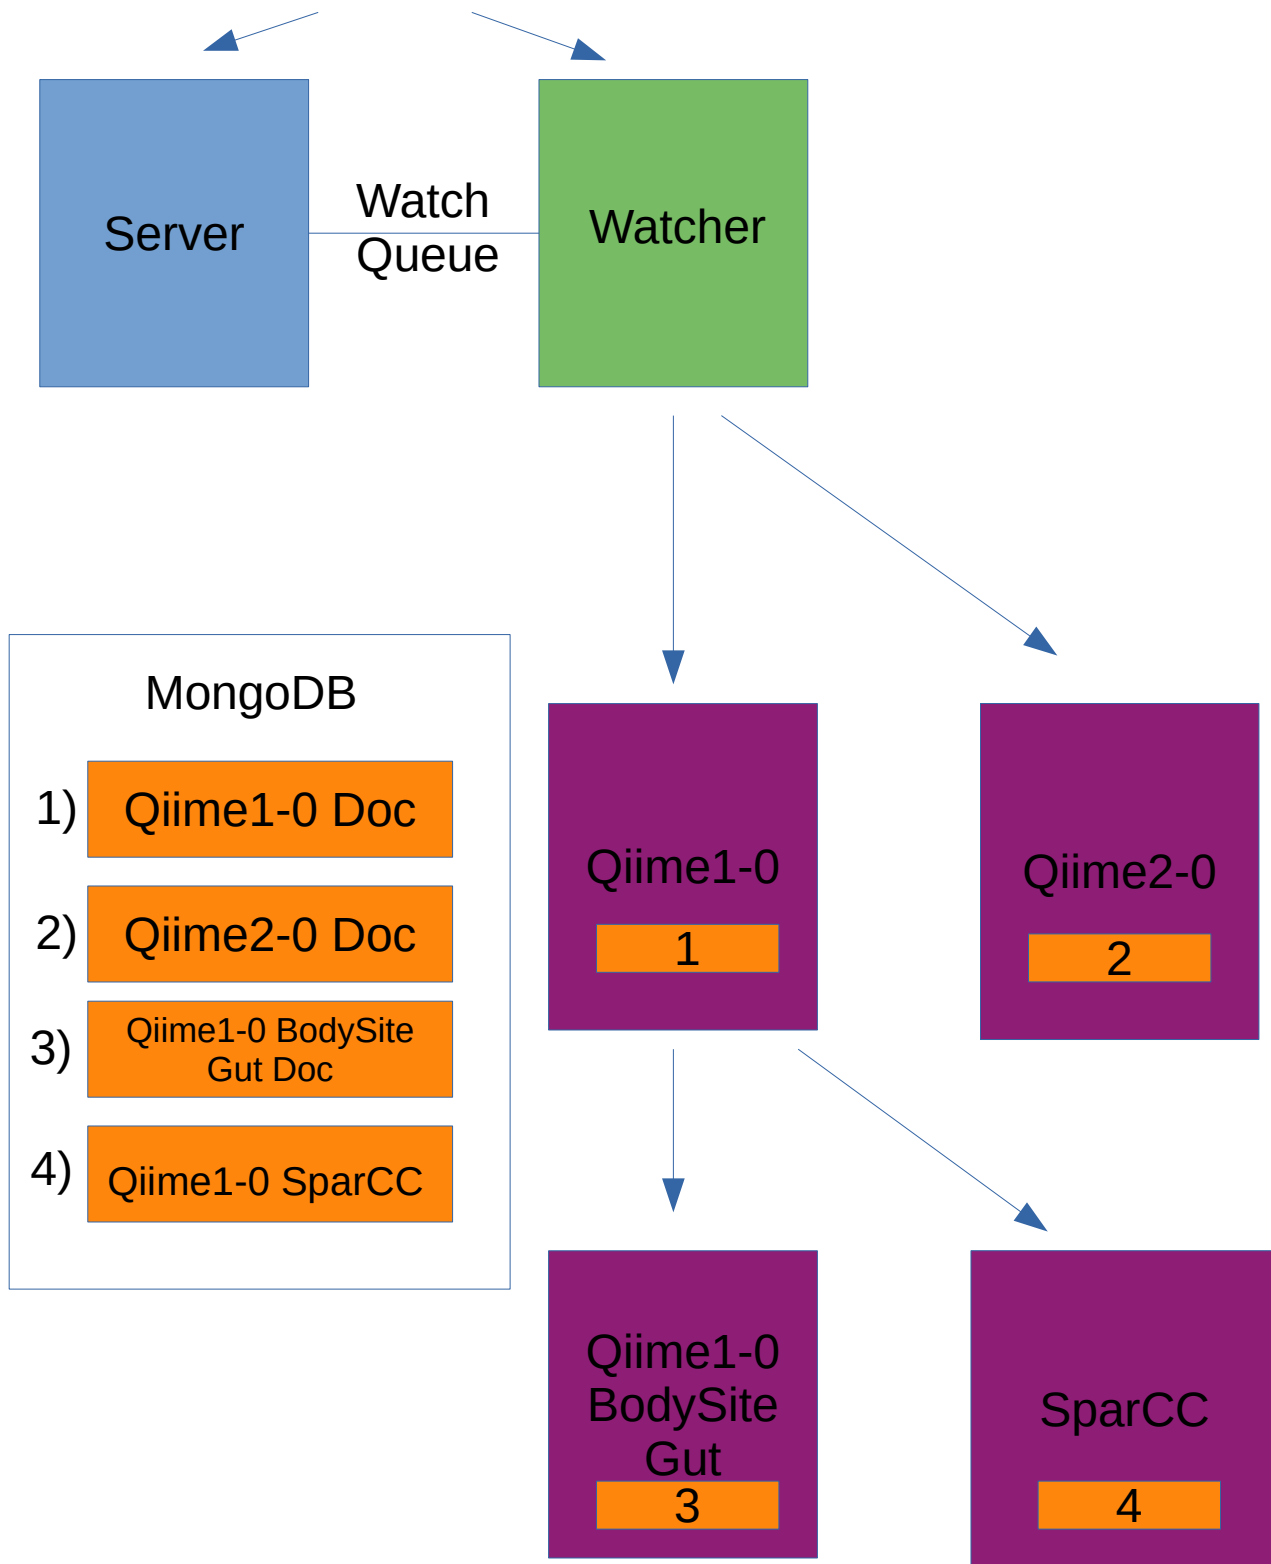 Server
Watch
Queue
Watcher
MongoDB
1) Qiime1-0 Doc
2) Qiime2-0 Doc
3) Qiime1-0 BodySite
Gut Doc
4) Qiime1-0 SparCC
Qiime1-0
1
Qiime2-0
2
Qiime1-0
BodySite
Gut
3
SparCC
4